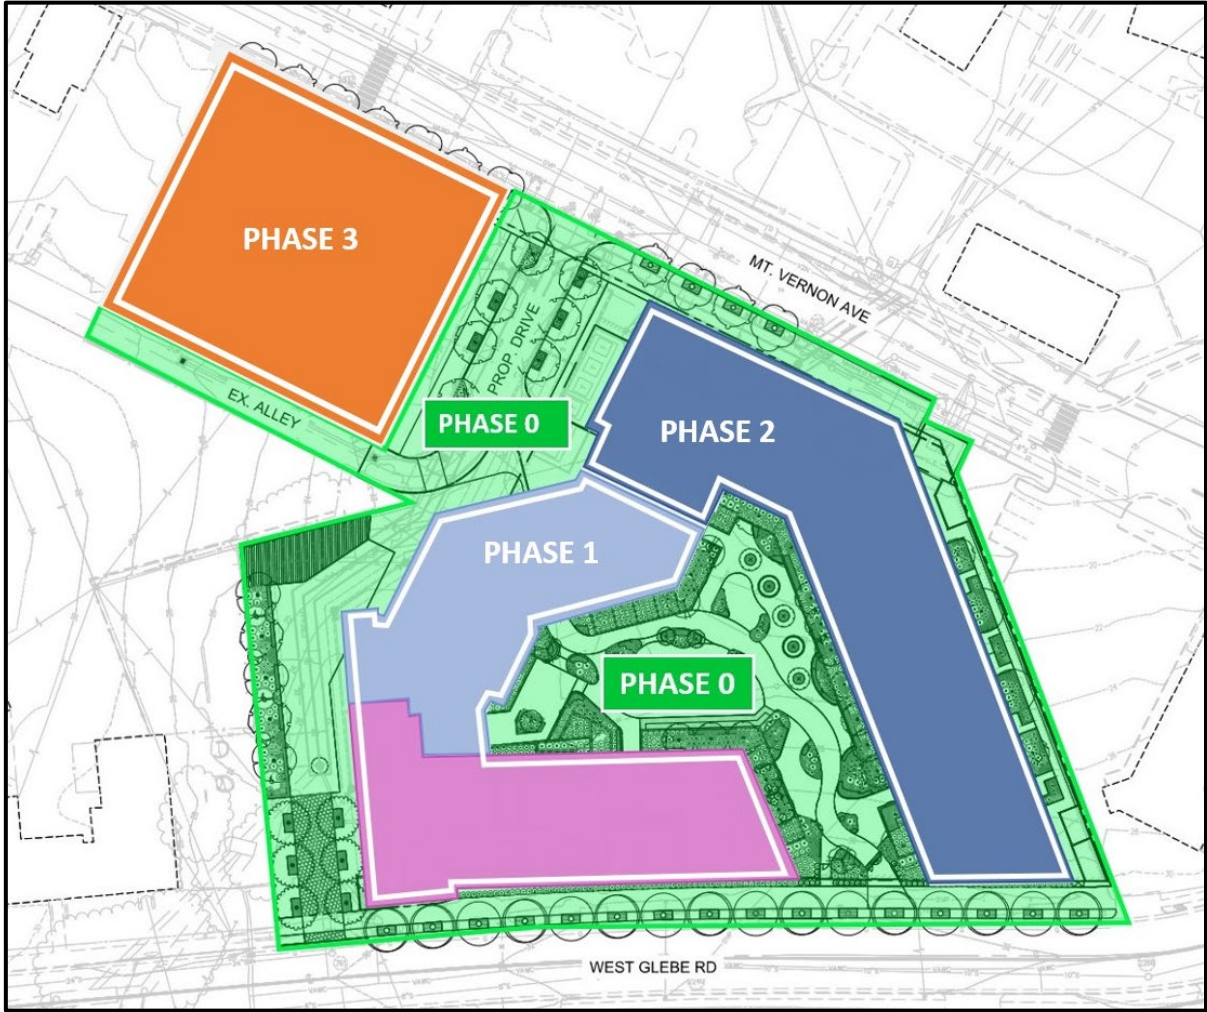 PHASE 3
MT. VERNON AVE
PROP. DRIVE
EX. ALLEY
PHASE 0
PHASE 2
PHASE 1
PHASE 0
WEST GLEBE RD